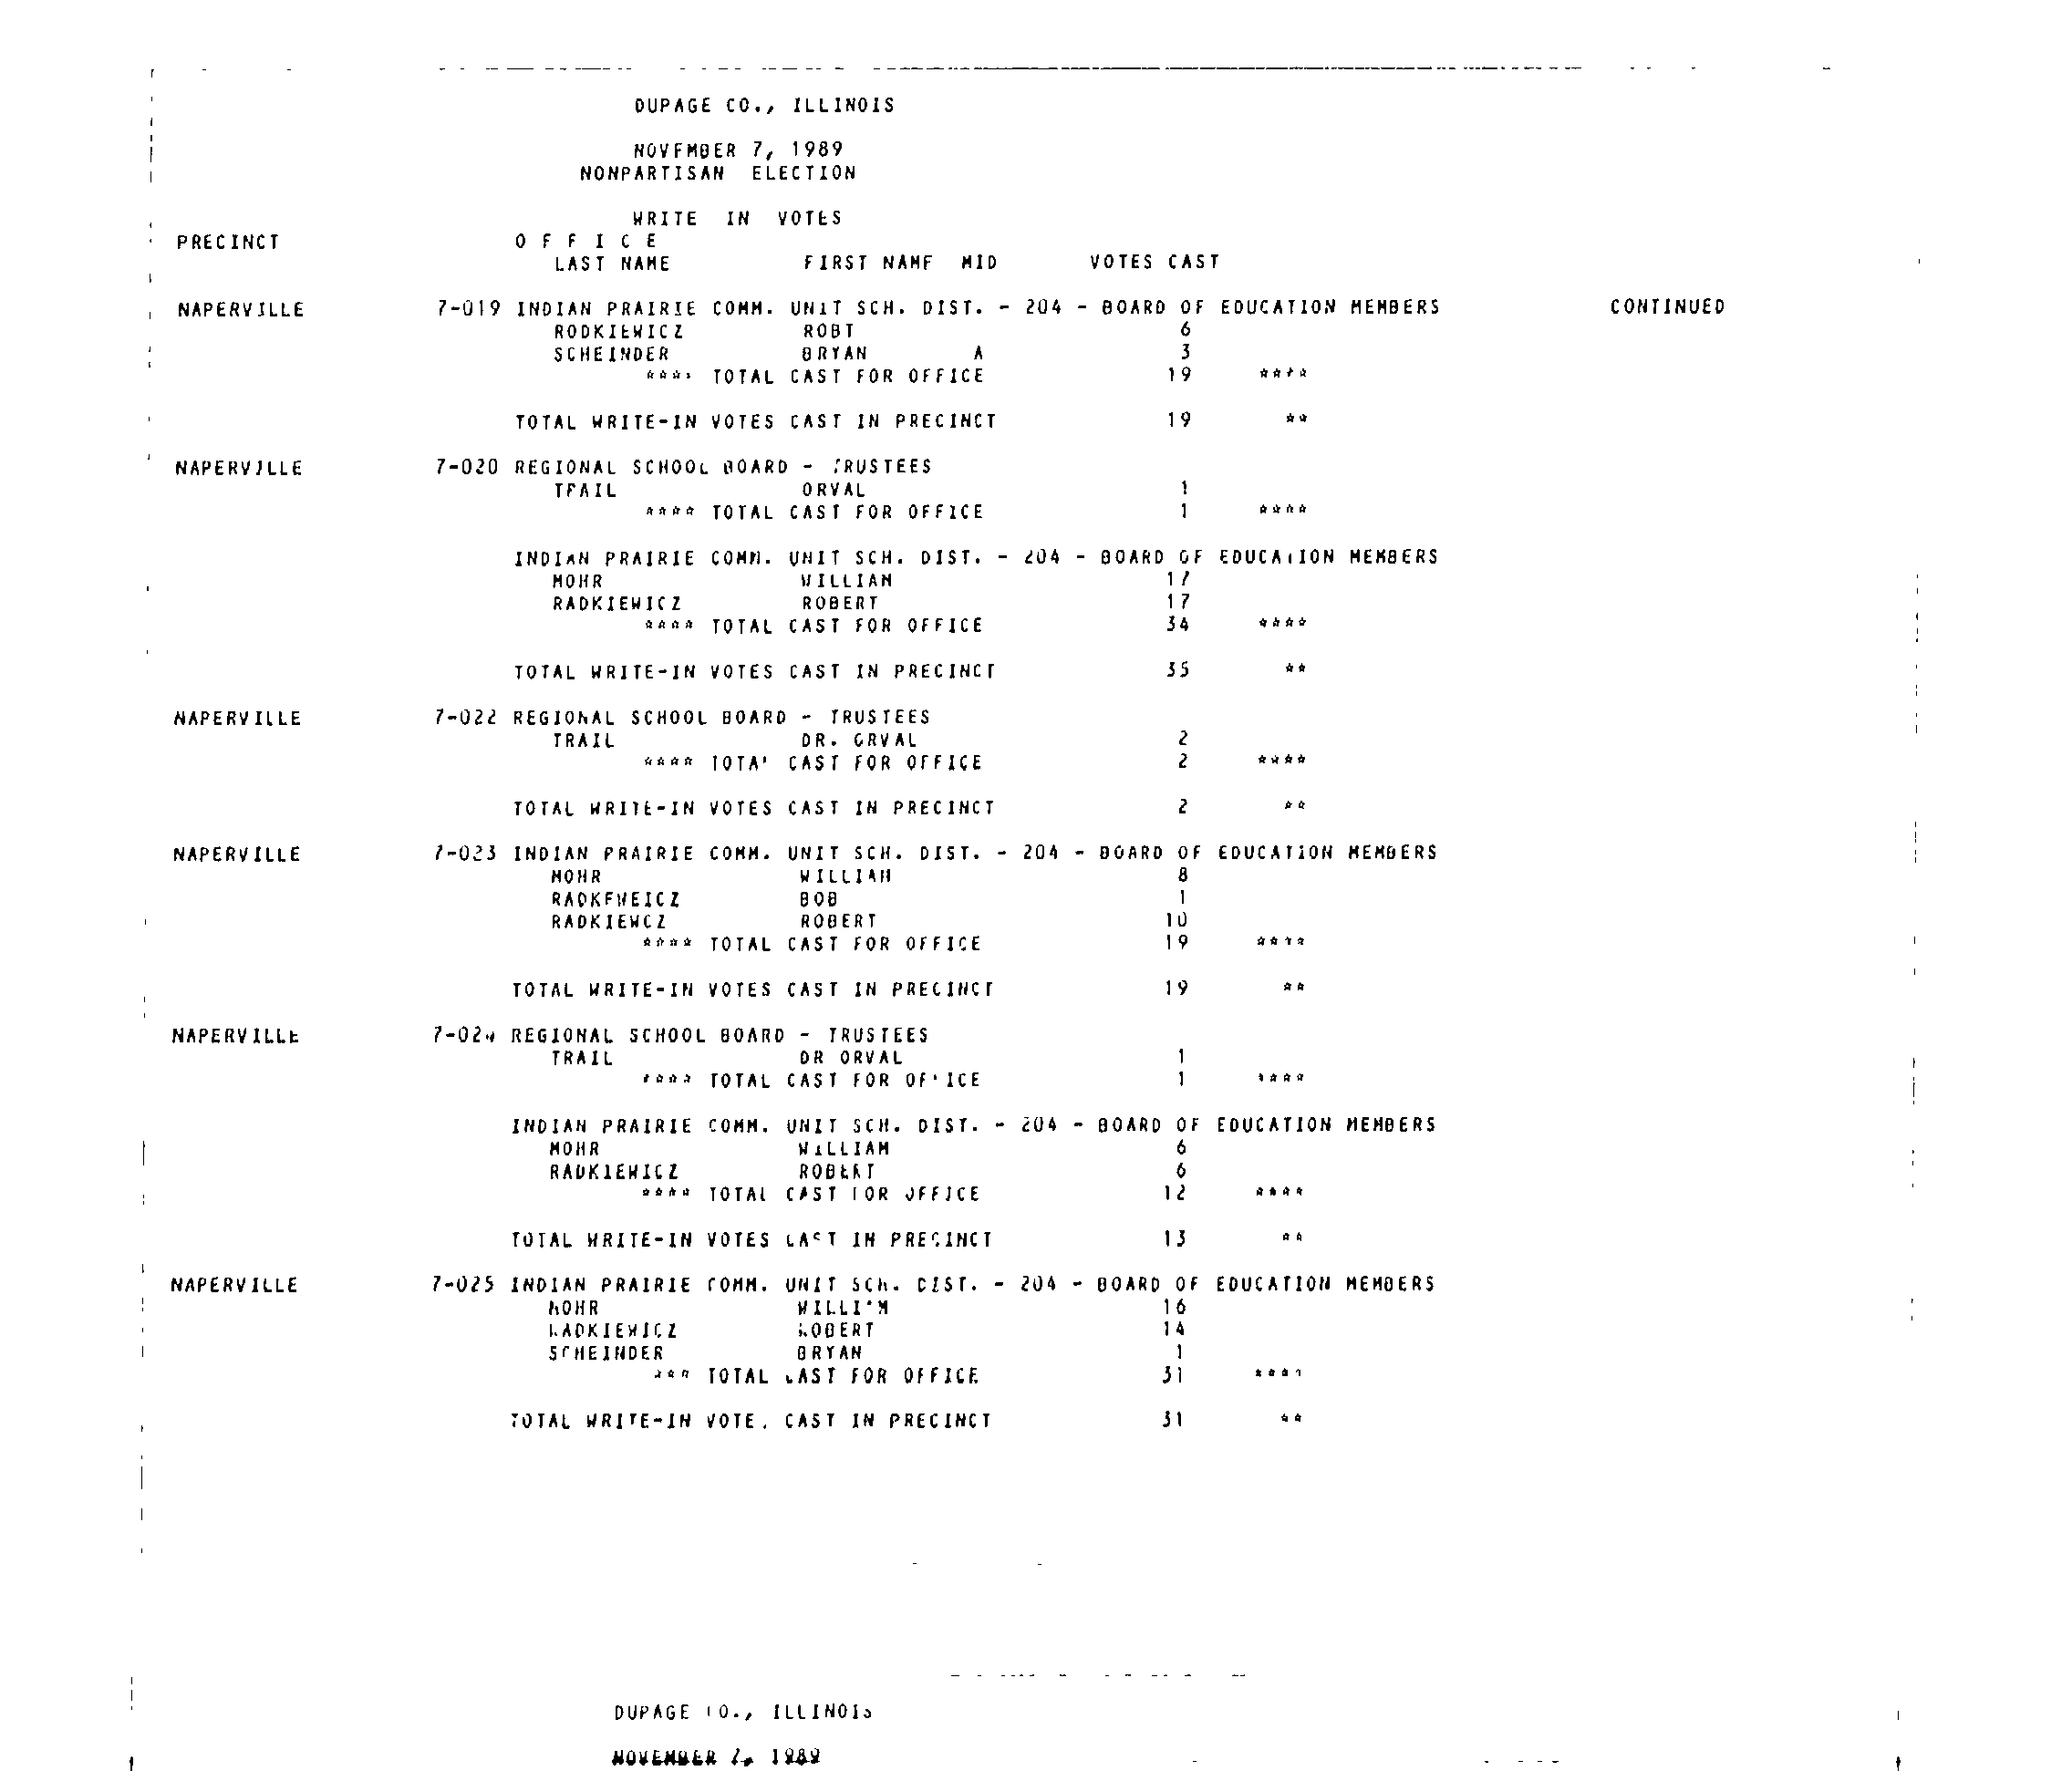 DUPAGE CO., ILLINOIS
NOVEMBER 7, 1989
NONPARTISAN ELECTION
WRITE IN VOTES
PRECINCT O F F I C E
LAST NAME FIRST NAME MID VOTES CAST
NAPERVILLE 7-019 INDIAN PRAIRIE COMM. UNIT SCH. DIST. - 204 - BOARD OF EDUCATION MEMBERS CONTINUED
RODKIEWICZ ROBT 6
SCHEINDER BRYAN A 3
**** TOTAL CAST FOR OFFICE 19 ****
TOTAL WRITE-IN VOTES CAST IN PRECINCT 19 **
NAPERVILLE 7-020 REGIONAL SCHOOL BOARD - TRUSTEES
TRAIL ORVAL 1
**** TOTAL CAST FOR OFFICE 1 ****
INDIAN PRAIRIE COMM. UNIT SCH. DIST. - 204 - BOARD OF EDUCATION MEMBERS
MOHR WILLIAM 17
RADKIEWICZ ROBERT 17
**** TOTAL CAST FOR OFFICE 34 ****
TOTAL WRITE-IN VOTES CAST IN PRECINCT 35 **
NAPERVILLE 7-022 REGIONAL SCHOOL BOARD - TRUSTEES
TRAIL DR. ORVAL 2
**** TOTAL CAST FOR OFFICE 2 ****
TOTAL WRITE-IN VOTES CAST IN PRECINCT 2 **
NAPERVILLE 7-023 INDIAN PRAIRIE COMM. UNIT SCH. DIST. - 204 - BOARD OF EDUCATION MEMBERS
MOHR WILLIAM 8
RADKEWEICZ BOB 1
RADKIEWCZ ROBERT 10
**** TOTAL CAST FOR OFFICE 19 ****
TOTAL WRITE-IN VOTES CAST IN PRECINCT 19 **
NAPERVILLE 7-024 REGIONAL SCHOOL BOARD - TRUSTEES
TRAIL DR ORVAL 1
**** TOTAL CAST FOR OFFICE 1 ****
INDIAN PRAIRIE COMM. UNIT SCH. DIST. - 204 - BOARD OF EDUCATION MEMBERS
MOHR WILLIAM 6
RADKIEWICZ ROBERT 6
**** TOTAL CAST FOR OFFICE 12 ****
TOTAL WRITE-IN VOTES CAST IN PRECINCT 13 **
NAPERVILLE 7-025 INDIAN PRAIRIE COMM. UNIT SCH. DIST. - 204 - BOARD OF EDUCATION MEMBERS
MOHR WILLIAM 16
RADKIEWICZ ROBERT 14
SCHEINDER BRYAN 1
*** TOTAL CAST FOR OFFICE 31 ****
TOTAL WRITE-IN VOTES CAST IN PRECINCT 31 **
DUPAGE CO., ILLINOIS
NOVEMBER 7, 1989